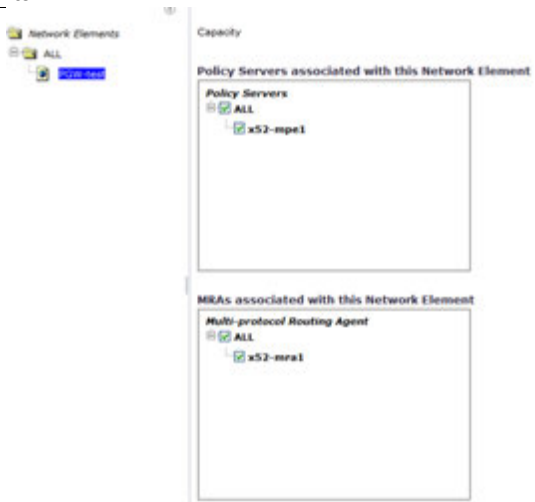 Network Elements
ALL
PGW-test
Capacity
Policy Servers associated with this Network Element
Policy Servers
ALL
x52-mpe1
MRAs associated with this Network Element
Multi-protocol Routing Agent
ALL
x52-mra1